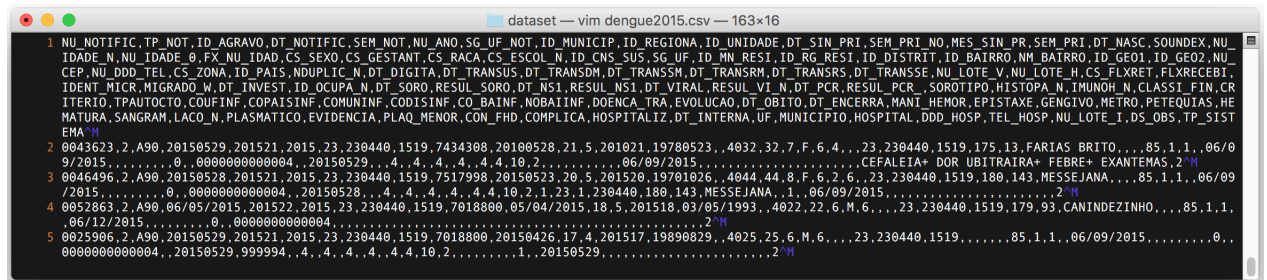 dataset — vim dengue2015.csv — 163×16
1 NU_NOTIFIC,TP_NOT,ID_AGRAVO,DT_NOTIFIC,SEM_NOT,NU_ANO,SG_UF_NOT,ID_MUNICIP,ID_REGIONA,ID_UNIDADE,DT_SIN_PRI,SEM_PRI_NO,MES_SIN_PR,SEM_PRI,DT_NASC,SOUNDEX,NU_
IDADE_N,NU_IDADE_0,FX_NU_IDAD,CS_SEXO,CS_GESTANT,CS_RACA,CS_ESCOL_N,ID_CNS_SUS,SG_UF,ID_MN_RESI,ID_RG_RESI,ID_DISTRIT,ID_BAIRRO,NM_BAIRRO,ID_GEO1,ID_GEO2,NU_
CEP,NU_DDD_TEL,CS_ZONA,ID_PAIS,NDUPLIC_N,DT_DIGITA,DT_TRANSUS,DT_TRANSDM,DT_TRANSSM,DT_TRANSRM,DT_TRANSRS,DT_TRANSSE,NU_LOTE_V,NU_LOTE_H,CS_FLXRET,FLXRECEBI,
IDENT_MICR,MIGRADO_W,DT_INVEST,ID_OCUPA_N,DT_SORO,RESUL_SORO,DT_NS1,RESUL_NS1,DT_VIRAL,RESUL_VI_N,DT_PCR,RESUL_PCR_,SOROTIPO,HISTOPA_N,IMUNOH_N,CLASSI_FIN,CR
ITERIO,TPAUTOCTO,COUFINF,COPAISINF,COMUNINF,CODISINF,CO_BAINF,NOBAIINF,DOENCA_TRA,EVOLUCAO,DT_OBITO,DT_ENCERRA,MANI_HEMOR,EPISTAXE,GENGIVO,METRO,PETEQUIAS,HE
MATURA,SANGRAM,LACO_N,PLASMATICO,EVIDENCIA,PLAQ_MENOR,CON_FHD,COMPLICA,HOSPITALIZ,DT_INTERNA,UF,MUNICIPIO,HOSPITAL,DDD_HOSP,TEL_HOSP,NU_LOTE_I,DS_OBS,TP_SIST
EMA^M
2 0043623,2,A90,20150529,201521,2015,23,230440,1519,7434308,20100528,21,5,201021,19780523,,4032,32,7,F,6,4,,,23,230440,1519,175,13,FARIAS BRITO,,,,85,1,1,,06/0
9/2015,,,,,,,,,0,,0000000000004,,20150529,,,4,,4,,4,,4,4,10,2,,,,,,,,,,,06/09/2015,,,,,,,,,,,,,,,,,,,,,,CEFALEIA+ DOR UBITRAIRA+ FEBRE+ EXANTEMAS,2^M
3 0046496,2,A90,20150528,201521,2015,23,230440,1519,7517998,20150523,20,5,201520,19701026,,4044,44,8,F,6,2,6,,23,230440,1519,180,143,MESSEJANA,,,,85,1,1,,06/09
/2015,,,,,,,,,0,,0000000000004,,20150528,,,4,,4,,4,,4,4,10,2,1,23,1,230440,180,143,MESSEJANA,,1,,06/09/2015,,,,,,,,,,,,,,,,,,,,,,,2^M
4 0052863,2,A90,06/05/2015,201522,2015,23,230440,1519,7018800,05/04/2015,18,5,201518,03/05/1993,,4022,22,6,M,6,,,,23,230440,1519,179,93,CANINDEZINHO,,,,85,1,1,
,06/12/2015,,,,,,,,,0,,0000000000004,,,,,,,,,,,,,,,,,,,,,,,,,,,,,,,,,,,,,,,,,,,,,,,,,,,2^M
5 0025906,2,A90,20150529,201521,2015,23,230440,1519,7018800,20150426,17,4,201517,19890829,,4025,25,6,M,6,,,,23,230440,1519,,,,,,,85,1,1,,06/09/2015,,,,,,,,,0,,
0000000000004,,20150529,999994,,4,,4,,4,,4,4,10,2,,,,,,,,,1,,20150529,,,,,,,,,,,,,,,,,,,,,,,2^M